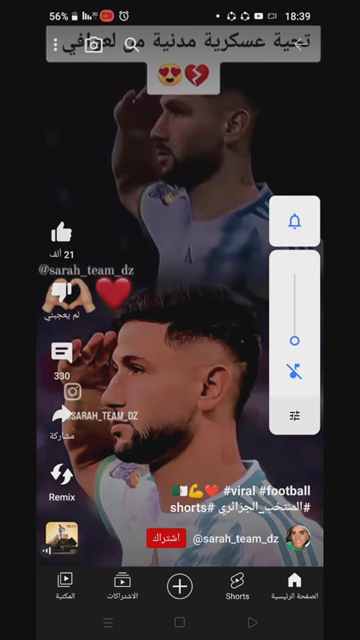 56%
18:39
تحية عسكرية مدنية من لعوافي
😍💔
21 ألف
@sarah_team_dz
لم يعجبني
330
SARAH_TEAM_DZ
مشاركة
Remix
🇩🇿💪❤️ #viral #football
#المنتخب_الجزائري #shorts
@sarah_team_dz
اشتراك
الصفحة الرئيسية
Shorts
الاشتراكات
المكتبة